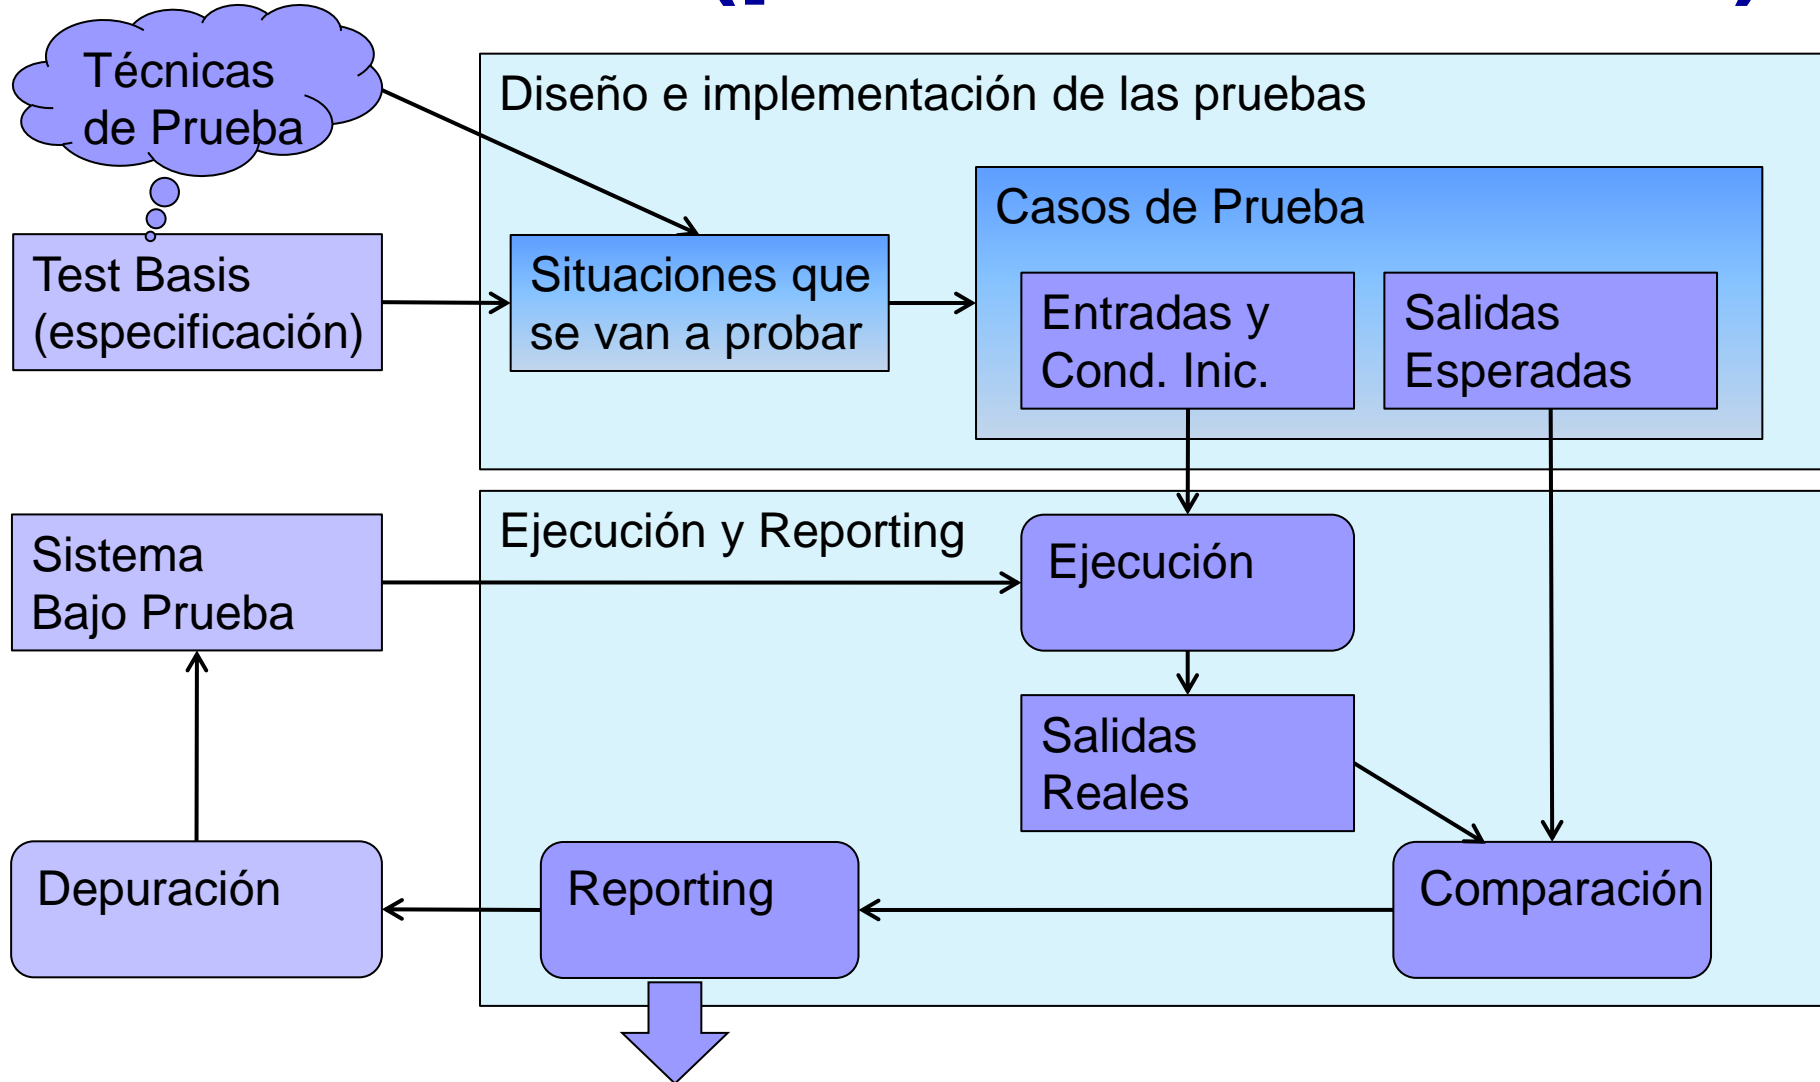 Técnicas
de Prueba
Diseño e implementación de las pruebas
Casos de Prueba
Test Basis
(especificación)
Situaciones que
se van a probar
Entradas y
Cond. Inic.
Salidas
Esperadas
Sistema
Bajo Prueba
Ejecución y Reporting
Ejecución
Salidas
Reales
Depuración
Reporting
Comparación